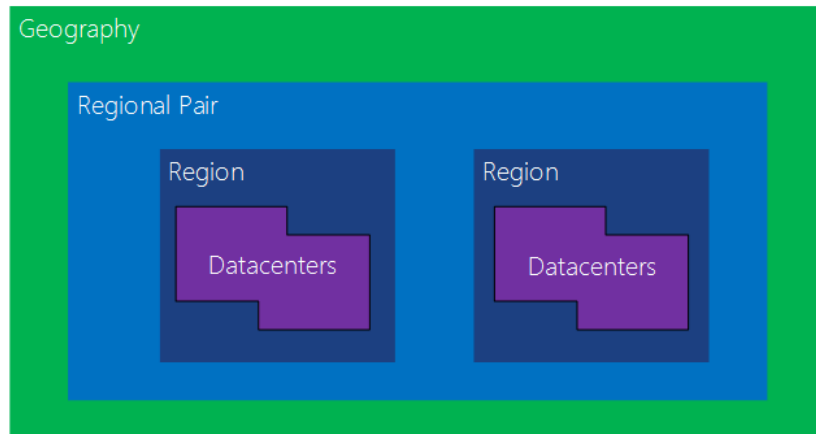 Geography
Regional Pair
Region
Region
Datacenters
Datacenters